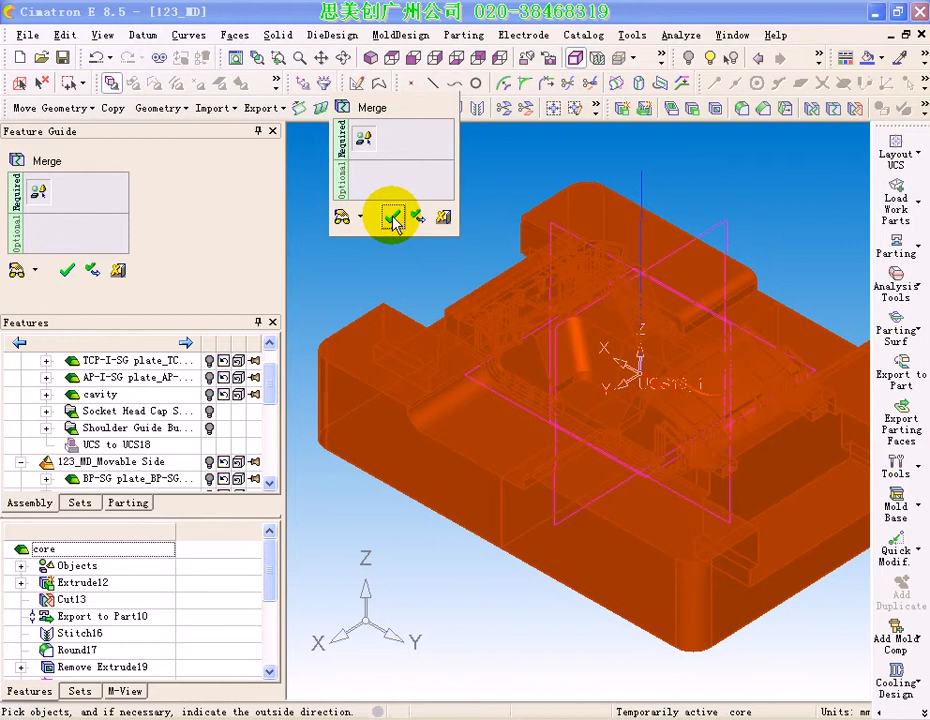 Cimatron E 8.5 - [123_MD]
思美创广州公司 020-38468319
File Edit View Datum Curves Faces Solid DieDesign MoldDesign Parting Electrode Catalog Tools Analyze Window Help
Move Geometry Copy Geometry Import Export
Merge
Required
Optional
Feature Guide
Merge
Required
Optional
Features
TCP-I-SG plate_TC...
AP-I-SG plate_AP-...
cavity
Socket Head Cap S...
Shoulder Guide Bu...
UCS to UCS18
123_MD_Movable Side
BP-SG plate_BP-SG...
Assembly Sets Parting
core
Objects
Extrude12
Cut13
Export to Part10
Stitch16
Round17
Remove Extrude19
Features Sets M-View
Z
X
Y
UCS18_1
Z
X
Y
Layout UCS
Load Work Parts
Parting
Analysis Tools
Parting Surf
Export to Part
Export Parting Faces
Tools
Mold Base
Quick Modif.
Add Duplicate
Add Mold Comp
Cooling Design
Pick objects, and if necessary, indicate the outside direction.
Temporarily active core
Units: m